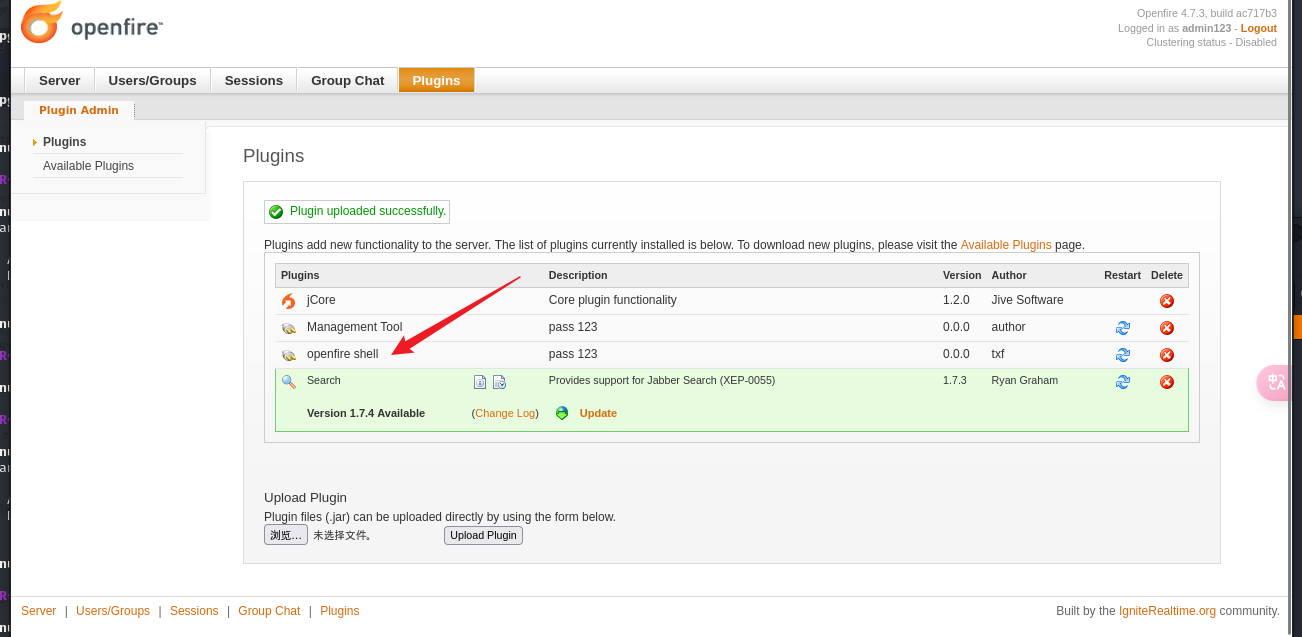 openfire™
Openfire 4.7.3, build ac717b3
Logged in as admin123 - Logout
Clustering status - Disabled
Server Users/Groups Sessions Group Chat Plugins
Plugin Admin
Plugins
Available Plugins
Plugins
Plugin uploaded successfully.
Plugins add new functionality to the server. The list of plugins currently installed is below. To download new plugins, please visit the Available Plugins page.
Plugins Description Version Author Restart Delete
jCore Core plugin functionality 1.2.0 Jive Software
Management Tool pass 123 0.0.0 author
openfire shell pass 123 0.0.0 txf
Search Provides support for Jabber Search (XEP-0055) 1.7.3 Ryan Graham
Version 1.7.4 Available (Change Log) Update
Upload Plugin
Plugin files (.jar) can be uploaded directly by using the form below.
浏览... 未选择文件。 Upload Plugin
Server | Users/Groups | Sessions | Group Chat | Plugins
Built by the IgniteRealtime.org community.